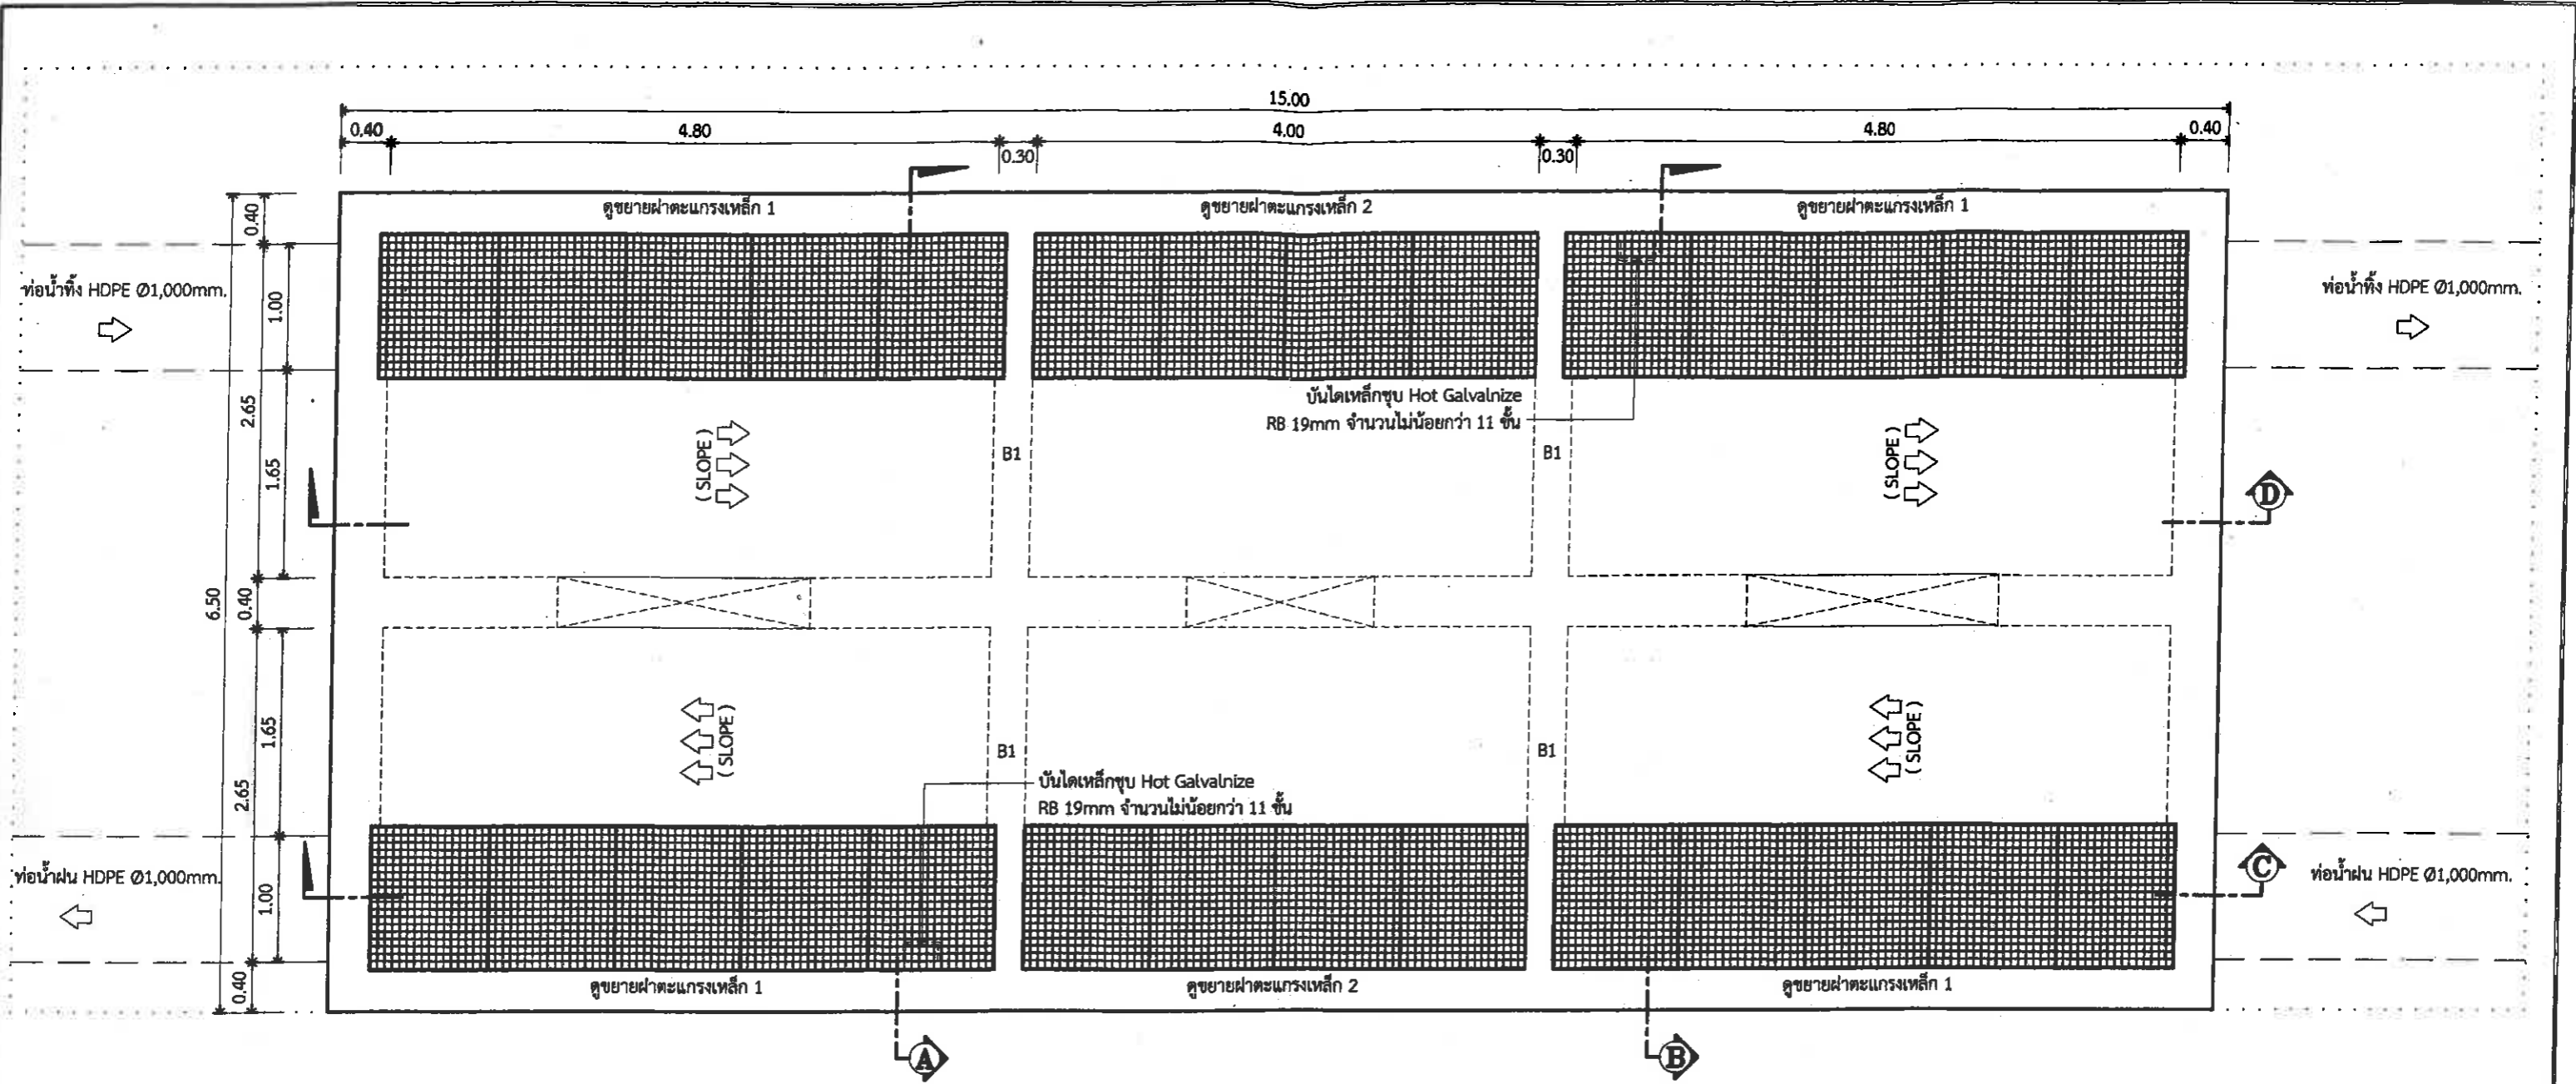 15.00
0.40
4.80
0.30
4.00
0.30
4.80
0.40
ดูขยายฝาตะแกรงเหล็ก 1
ดูขยายฝาตะแกรงเหล็ก 2
ดูขยายฝาตะแกรงเหล็ก 1
0.40
ท่อน้ำทิ้ง HDPE Ø1,000mm.
1.00
ท่อน้ำทิ้ง HDPE Ø1,000mm.
2.65
1.65
บันไดเหล็กชุบ Hot Galvalnize
RB 19mm จำนวนไม่น้อยกว่า 11 ขั้น
( SLOPE )
B1
B1
( SLOPE )
D
6.50
0.40
1.65
2.65
( SLOPE )
B1
B1
( SLOPE )
บันไดเหล็กชุบ Hot Galvalnize
RB 19mm จำนวนไม่น้อยกว่า 11 ขั้น
ท่อน้ำฝน HDPE Ø1,000mm.
1.00
C
ท่อน้ำฝน HDPE Ø1,000mm.
0.40
ดูขยายฝาตะแกรงเหล็ก 1
ดูขยายฝาตะแกรงเหล็ก 2
ดูขยายฝาตะแกรงเหล็ก 1
A
B